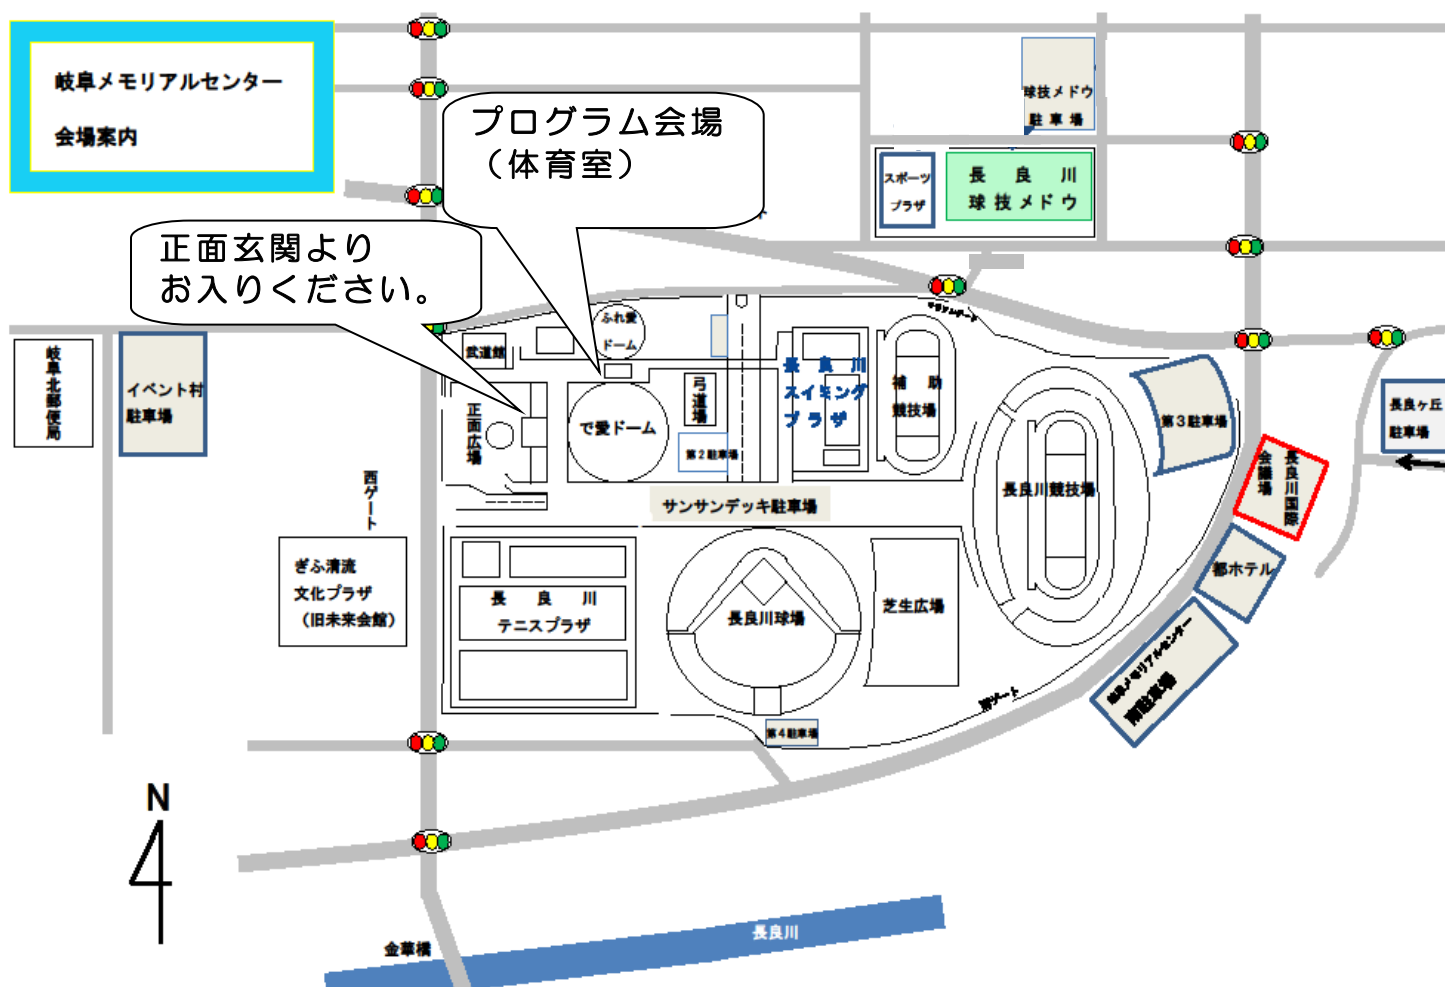 岐阜メモリアルセンター
会場案内
プログラム会場
（体育室）
正面玄関より
お入りください。
球技メドウ
駐車場
スポーツ
プラザ
長良川
球技メドウ
岐阜北郵便局
イベント村
駐車場
武道館
ふれ愛
ドーム
正面広場
で愛ドーム
弓道場
第2駐車場
長良川
スイミング
プラザ
補助
競技場
長良川競技場
第3駐車場
長良ヶ丘
駐車場
長良川国際
会議場
都ホテル
岐阜メモリアルセンター
南駐車場
西ゲート
サンサンデッキ駐車場
ぎふ清流
文化プラザ
（旧未来会館）
長良川
テニスプラザ
長良川球場
芝生広場
南ゲート
第4駐車場
N
金華橋
長良川